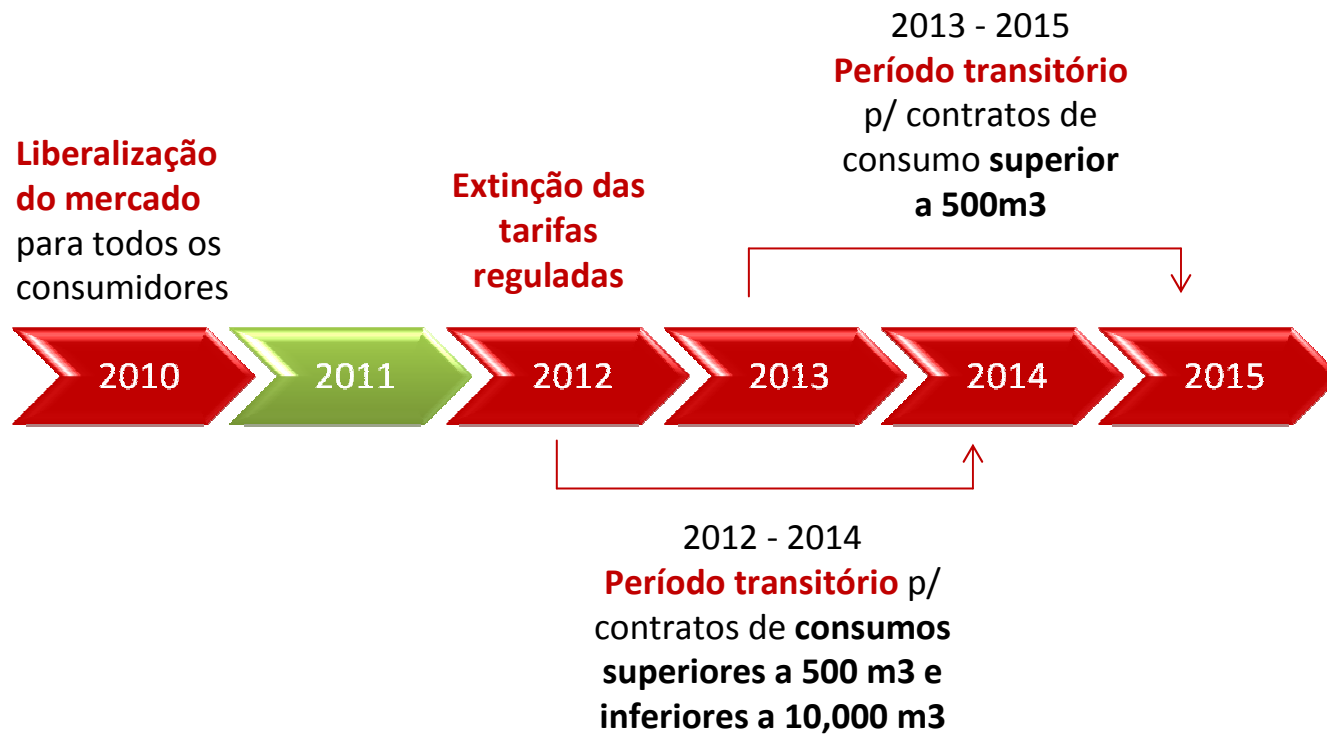 2013 - 2015
Período transitório
p/ contratos de
consumo superior
a 500m3
Liberalização
do mercado
para todos os
consumidores
Extinção das
tarifas
reguladas
2010
2011
2012
2013
2014
2015
2012 - 2014
Período transitório p/
contratos de consumos
superiores a 500 m3 e
inferiores a 10,000 m3